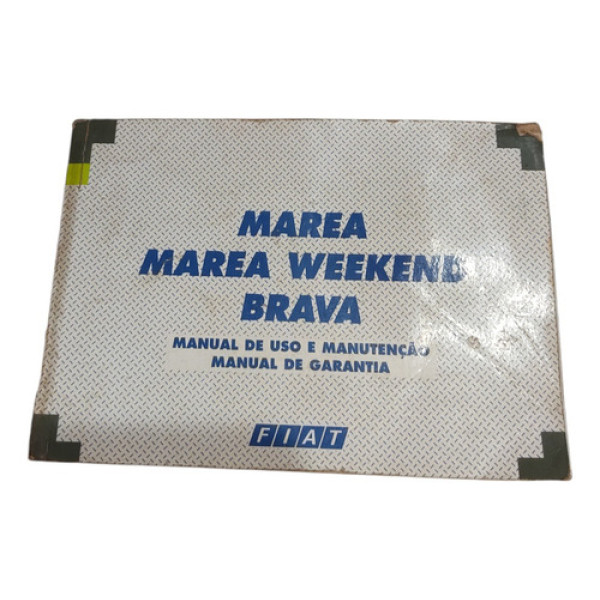 MAREA
MAREA WEEKEND
BRAVA
MANUAL DE USO E MANUTENÇÃO
MANUAL DE GARANTIA
FIAT